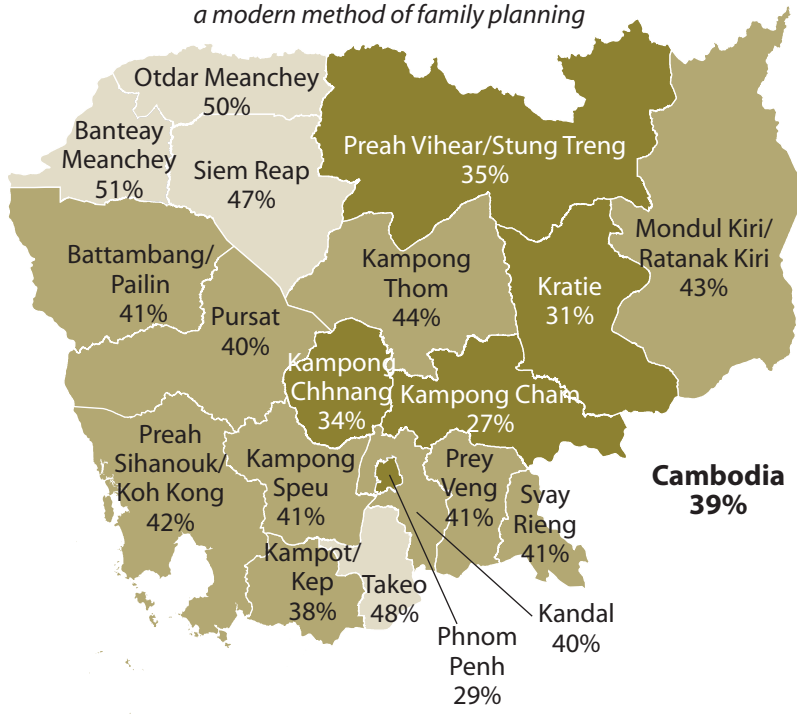 a modern method of family planning
Otdar Meanchey
50%
Banteay
Meanchey
51%
Siem Reap
47%
Preah Vihear/Stung Treng
35%
Mondul Kiri/
Ratanak Kiri
43%
Battambang/
Pailin
41%
Kampong
Thom
44%
Kratie
31%
Pursat
40%
Kampong
Chhnang
34%
Kampong Cham
27%
Preah
Sihanouk/
Koh Kong
42%
Kampong
Speu
41%
Prey
Veng
41%
Svay
Rieng
41%
Cambodia
39%
Kampot/
Kep
38%
Takeo
48%
Kandal
40%
Phnom
Penh
29%